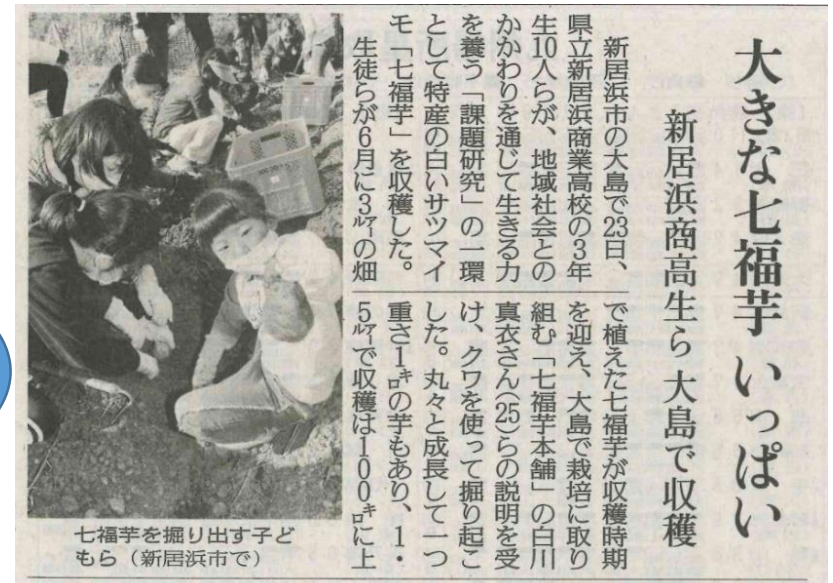 大きな七福芋いっぱい
新居浜商高生ら 大島で収穫
新居浜市の大島で23日、
県立新居浜商業高校の3年
生10人らが、地域社会との
かかわりを通じて生きる力
を養う「課題研究」の一環
として特産の白いサツマイ
モ「七福芋」を収穫した。
生徒らが6月に3㌃の畑
で植えた七福芋が収穫時期
を迎え、大島で栽培に取り
組む「七福芋本舗」の白川
真衣さん(25)らの説明を受
け、クワを使って掘り起こ
した。丸々と成長して一つ
重さ1㌔の芋もあり、1・
5㌃で収穫は100㌔に上
七福芋を掘り出す子ど
もら(新居浜市で)